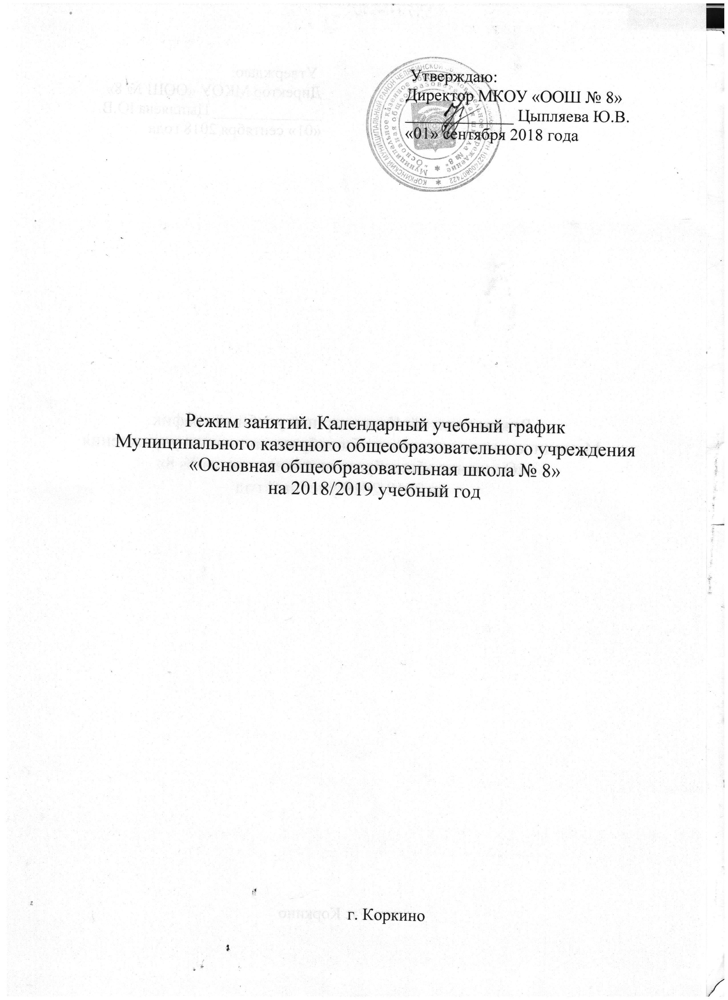 Утверждаю:
Директор МКОУ «ООШ № 8»
____________ Цыпляева Ю.В.
«01» сентября 2018 года
КОРКИНСКИЙ МУНИЦИПАЛЬНЫЙ РАЙОН ЧЕЛЯБИНСКОЙ
1027400807422
Муниципальное казенное общеобразовательное учреждение
"Основная общеобразовательная школа № 8"
Режим занятий. Календарный учебный график
Муниципального казенного общеобразовательного учреждения
«Основная общеобразовательная школа № 8»
на 2018/2019 учебный год
г. Коркино